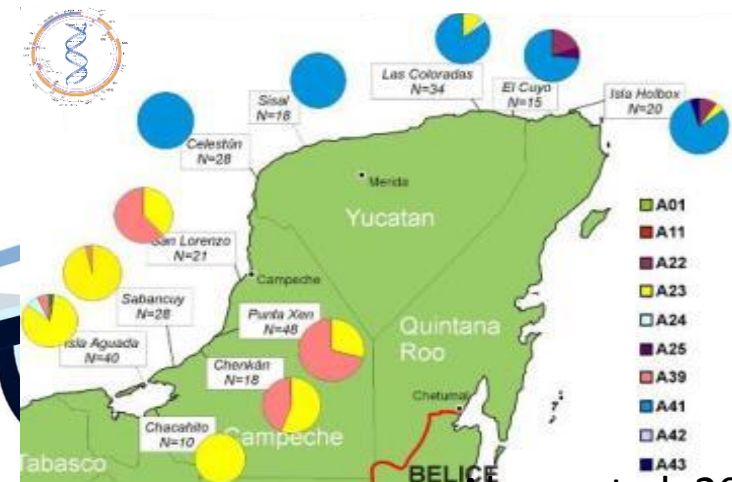 Las Coloradas
N=34
El Cuyo
N=15
Isla Holbox
N=20
Sisal
N=18
Celestún
N=28
Merida
Yucatan
San Lorenzo
N=21
Campeche
Sabancuy
N=28
Punta Xen
N=48
Isla Aguada
N=40
Quintana
Roo
Chenkán
N=18
Chetumal
Chacahito
N=10
Campeche
Tabasco
BELICE
A01
A11
A22
A23
A24
A25
A39
A41
A42
A43